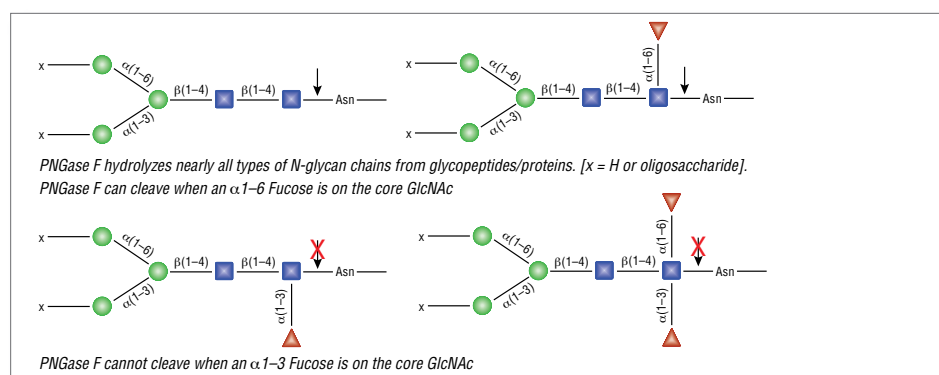 α(1–6)
x
α(1–6)
x
α(1–6)
β(1–4) β(1–4) Asn
β(1–4) β(1–4) Asn
α(1–3)
x
α(1–3)
x
PNGase F hydrolyzes nearly all types of N-glycan chains from glycopeptides/proteins. [x = H or oligosaccharide].
PNGase F can cleave when an α1–6 Fucose is on the core GlcNAc
x
α(1–6)
x
α(1–6)
α(1–6)
X
X
β(1–4) β(1–4) Asn
β(1–4) β(1–4) Asn
α(1–3)
x
α(1–3)
α(1–3)
x
α(1–3)
PNGase F cannot cleave when an α1–3 Fucose is on the core GlcNAc